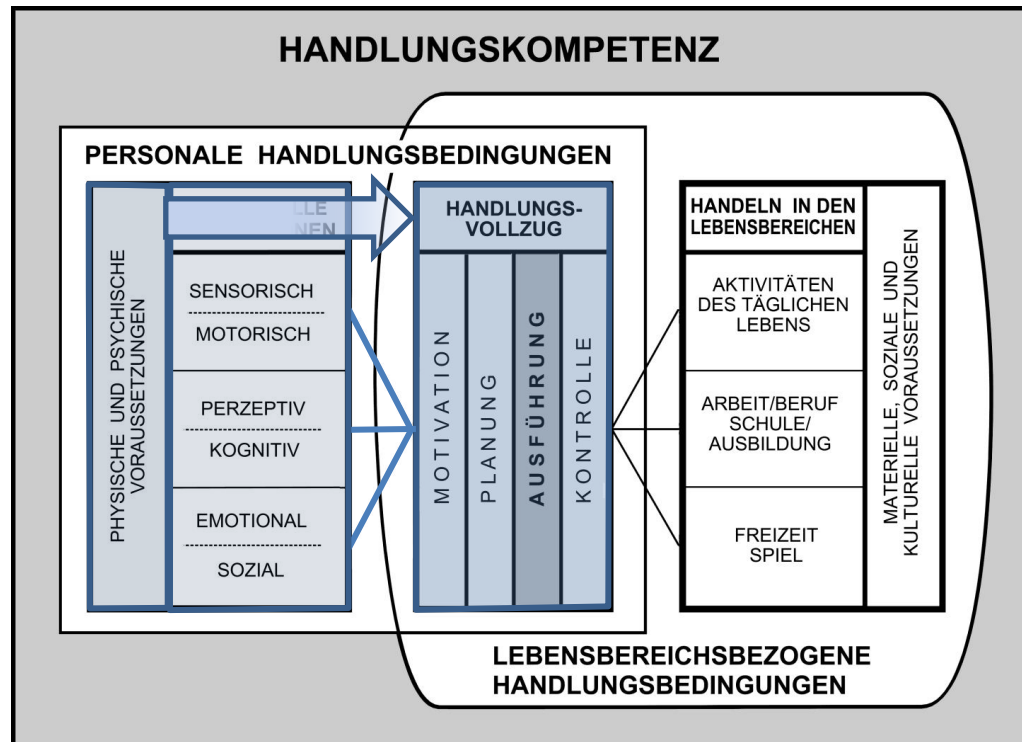 HANDLUNGSKOMPETENZ
PERSONALE HANDLUNGSBEDINGUNGEN
PHYSISCHE UND PSYCHISCHE
VORAUSSETZUNGEN
LLE
NEN
SENSORISCH
MOTORISCH
PERZEPTIV
KOGNITIV
EMOTIONAL
SOZIAL
HANDLUNGS-
VOLLZUG
MOTIVATION
PLANUNG
AUSFÜHRUNG
KONTROLLE
HANDELN IN DEN
LEBENSBEREICHEN
AKTIVITÄTEN
DES TÄGLICHEN
LEBENS
ARBEIT/BERUF
SCHULE/
AUSBILDUNG
FREIZEIT
SPIEL
MATERIELLE, SOZIALE UND
KULTURELLE VORAUSSETZUNGEN
LEBENSBEREICHSBEZOGENE
HANDLUNGSBEDINGUNGEN